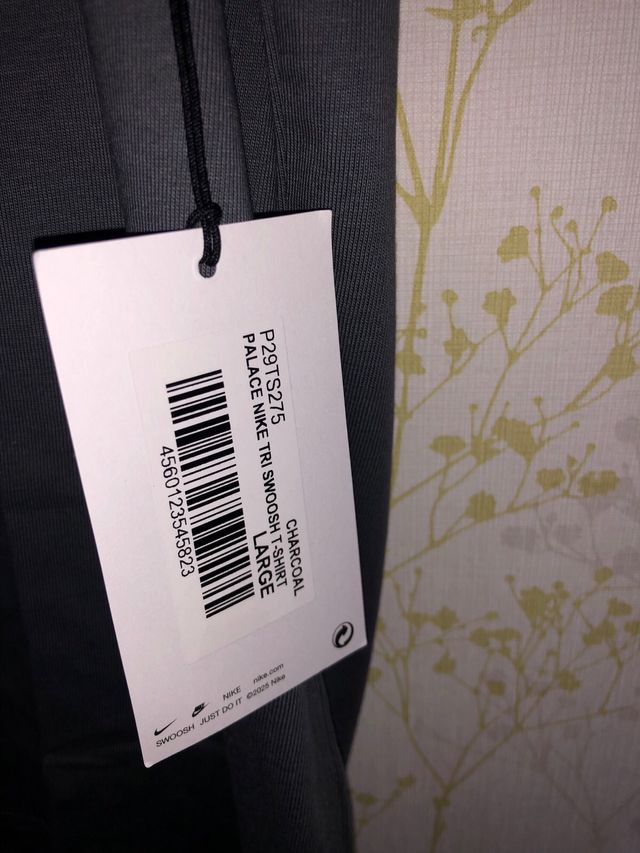 P29TS275
CHARCOAL
PALACE NIKE TRI SWOOSH T-SHIRT
LARGE
4560123545823
NIKE nike.com
SWOOSH JUST DO IT ©2025 Nike